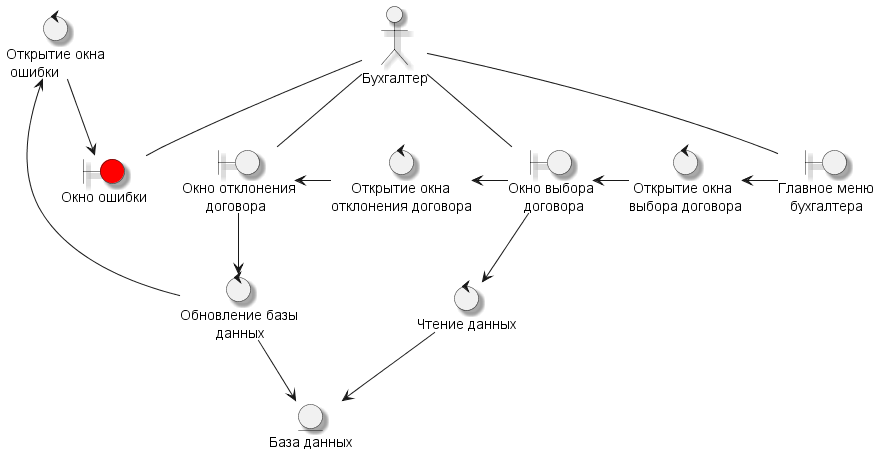 Открытие окна
ошибки
Бухгалтер
Окно ошибки
Окно отклонения
договора
Открытие окна
отклонения договора
Окно выбора
договора
Открытие окна
выбора договора
Главное меню
бухгалтера
Обновление базы
данных
Чтение данных
База данных